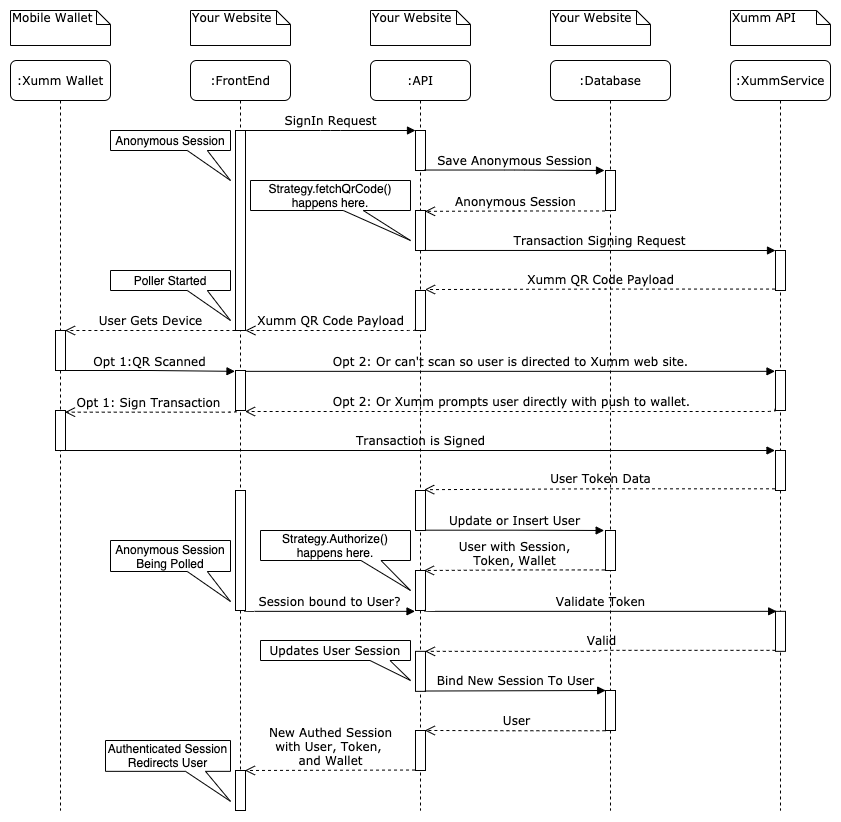 Mobile Wallet
Your Website
Your Website
Your Website
Xumm API
:Xumm Wallet
:FrontEnd
:API
:Database
:XummService
SignIn Request
Anonymous Session
Save Anonymous Session
Strategy.fetchQrCode()
happens here.
Anonymous Session
Transaction Signing Request
Poller Started
Xumm QR Code Payload
User Gets Device
Xumm QR Code Payload
Opt 1:QR Scanned
Opt 2: Or can't scan so user is directed to Xumm web site.
Opt 1: Sign Transaction
Opt 2: Or Xumm prompts user directly with push to wallet.
Transaction is Signed
User Token Data
Update or Insert User
Anonymous Session
Being Polled
Strategy.Authorize()
happens here.
User with Session,
Token, Wallet
Session bound to User?
Validate Token
Updates User Session
Valid
Bind New Session To User
User
New Authed Session
with User, Token,
and Wallet
Authenticated Session
Redirects User